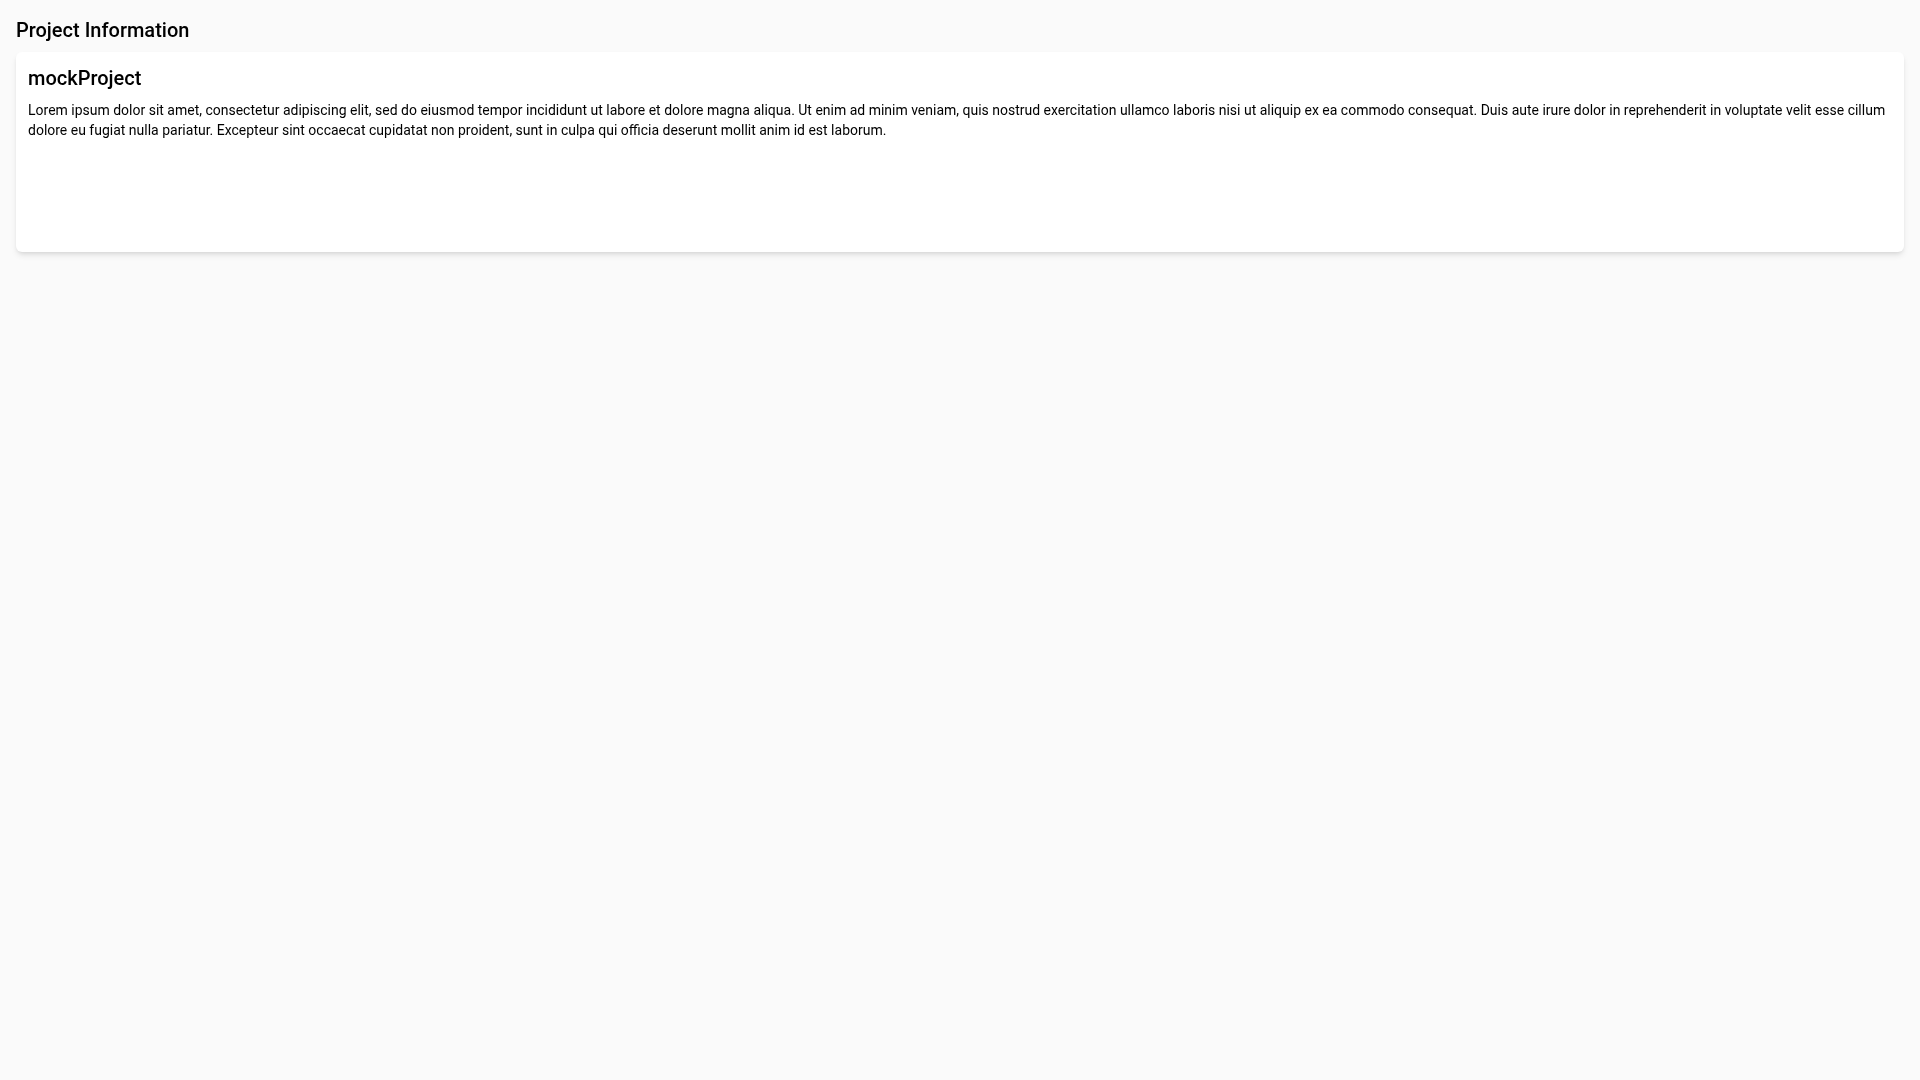 Project Information
mockProject
Lorem ipsum dolor sit amet, consectetur adipiscing elit, sed do eiusmod tempor incididunt ut labore et dolore magna aliqua. Ut enim ad minim veniam, quis nostrud exercitation ullamco laboris nisi ut aliquip ex ea commodo consequat. Duis aute irure dolor in reprehenderit in voluptate velit esse cillum
dolore eu fugiat nulla pariatur. Excepteur sint occaecat cupidatat non proident, sunt in culpa qui officia deserunt mollit anim id est laborum.